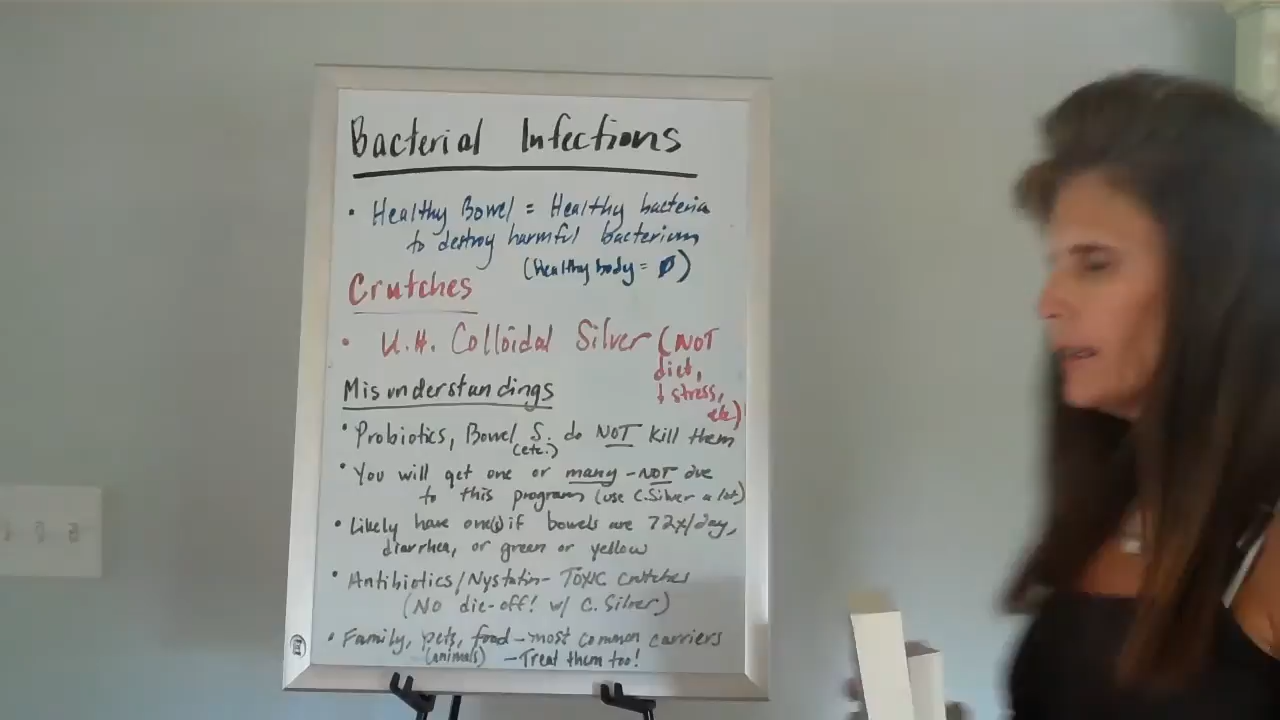 Bacterial Infections
• Healthy Bowel = Healthy bacteria
to destroy harmful bacterium
(Healthy body = Ø)
Crutches
• U.H. Colloidal Silver (NOT
diet,
↓ stress,
etc)
Misunderstandings
• Probiotics, Bowel S. do NOT kill them
(etc.)
• You will get one or many - NOT due
to this program (use C.Silver a lot)
• Likely have one(s) if bowels are 72x/day,
diarrhea, or green or yellow
• Antibiotics/Nystatin - TOXIC crutches
(NO die-off! w/ C. Silver)
• Family, pets, food - most common carriers
(animals) - Treat them too!